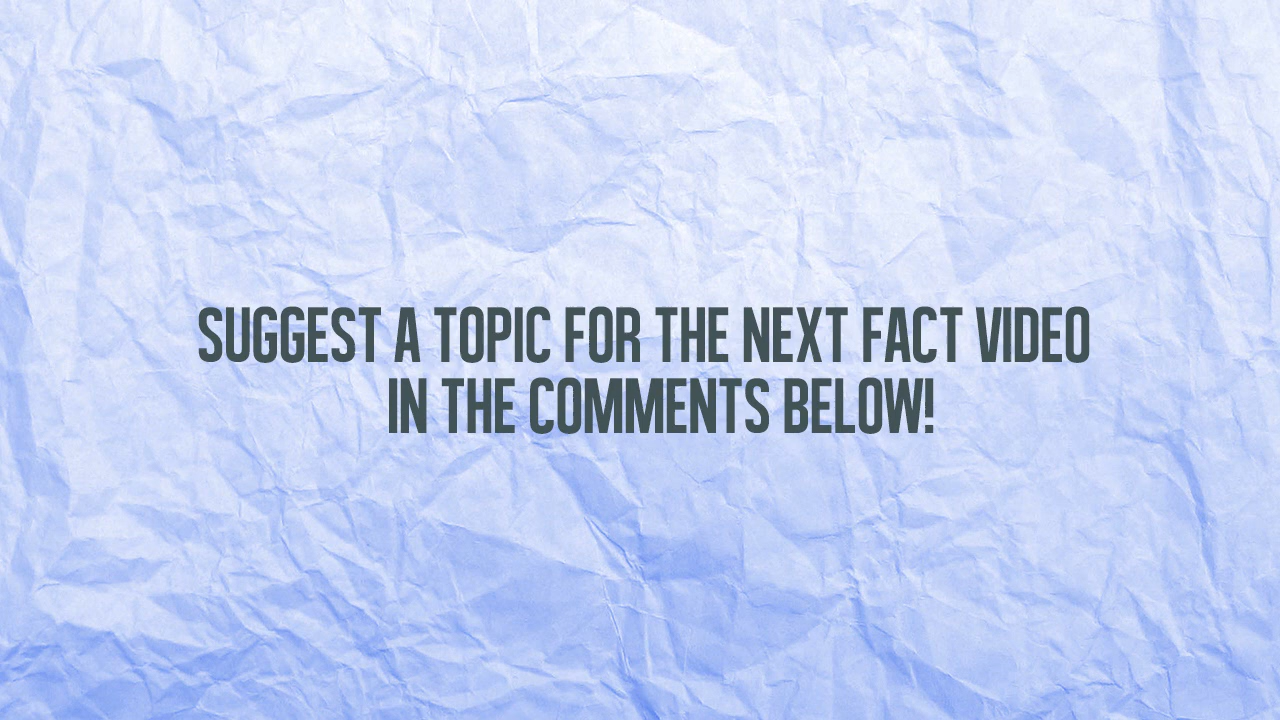 SUGGEST A TOPIC FOR THE NEXT FACT VIDEO
IN THE COMMENTS BELOW!